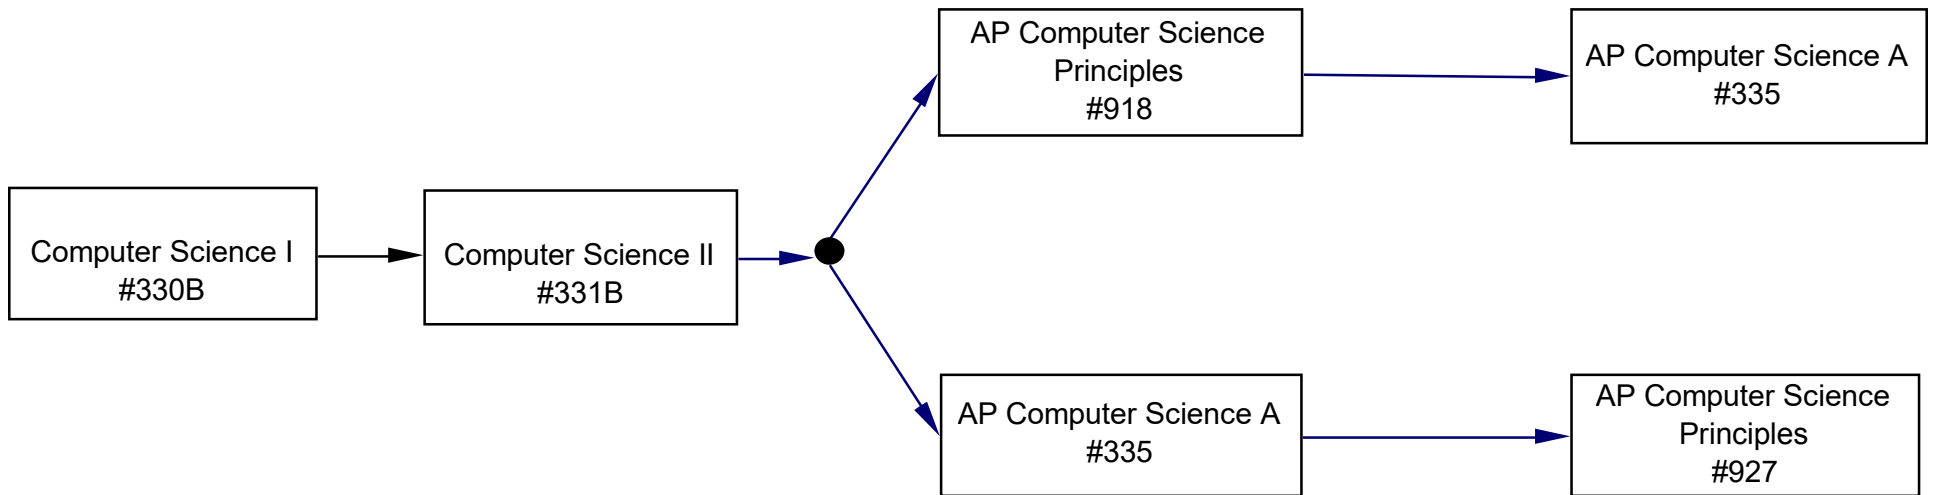 Computer Science I
#330B
Computer Science II
#331B
AP Computer Science
Principles
#918
AP Computer Science A
#335
AP Computer Science A
#335
AP Computer Science
Principles
#927